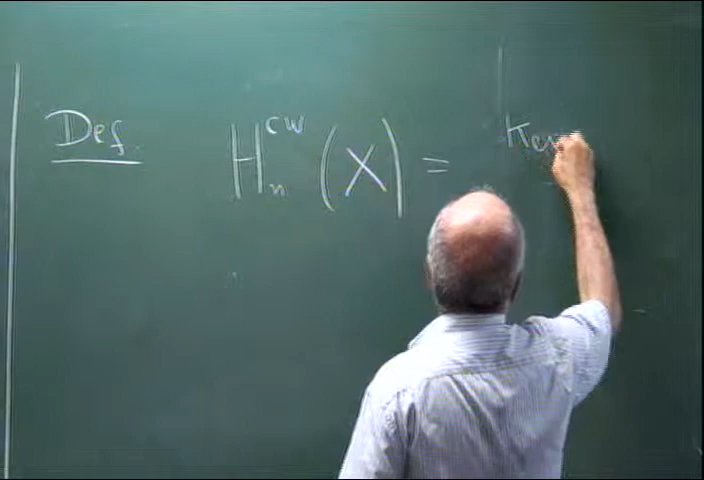 Def. H_n^{CW}(X) = Ker